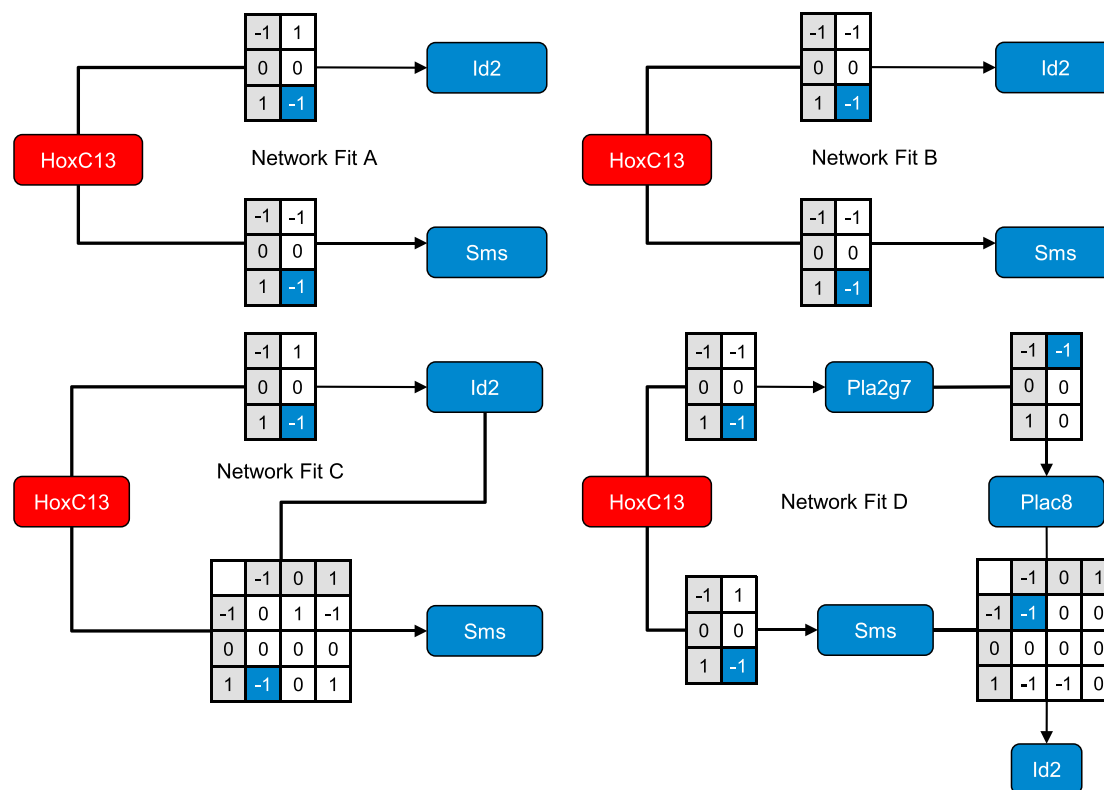 -1 1
0 0
1 -1
Id2
HoxC13
Network Fit A
-1 -1
0 0
1 -1
Sms
-1 -1
0 0
1 -1
Id2
HoxC13
Network Fit B
-1 -1
0 0
1 -1
Sms
-1 1
0 0
1 -1
Id2
Network Fit C
HoxC13
-1 0 1
-1 0 1 -1
0 0 0 0
1 -1 0 1
Sms
-1 -1
0 0
1 -1
Pla2g7
-1 -1
0 0
1 0
HoxC13
Network Fit D
Plac8
-1 1
0 0
1 -1
Sms
-1 0 1
-1 -1 0 0
0 0 0 0
1 -1 -1 0
Id2